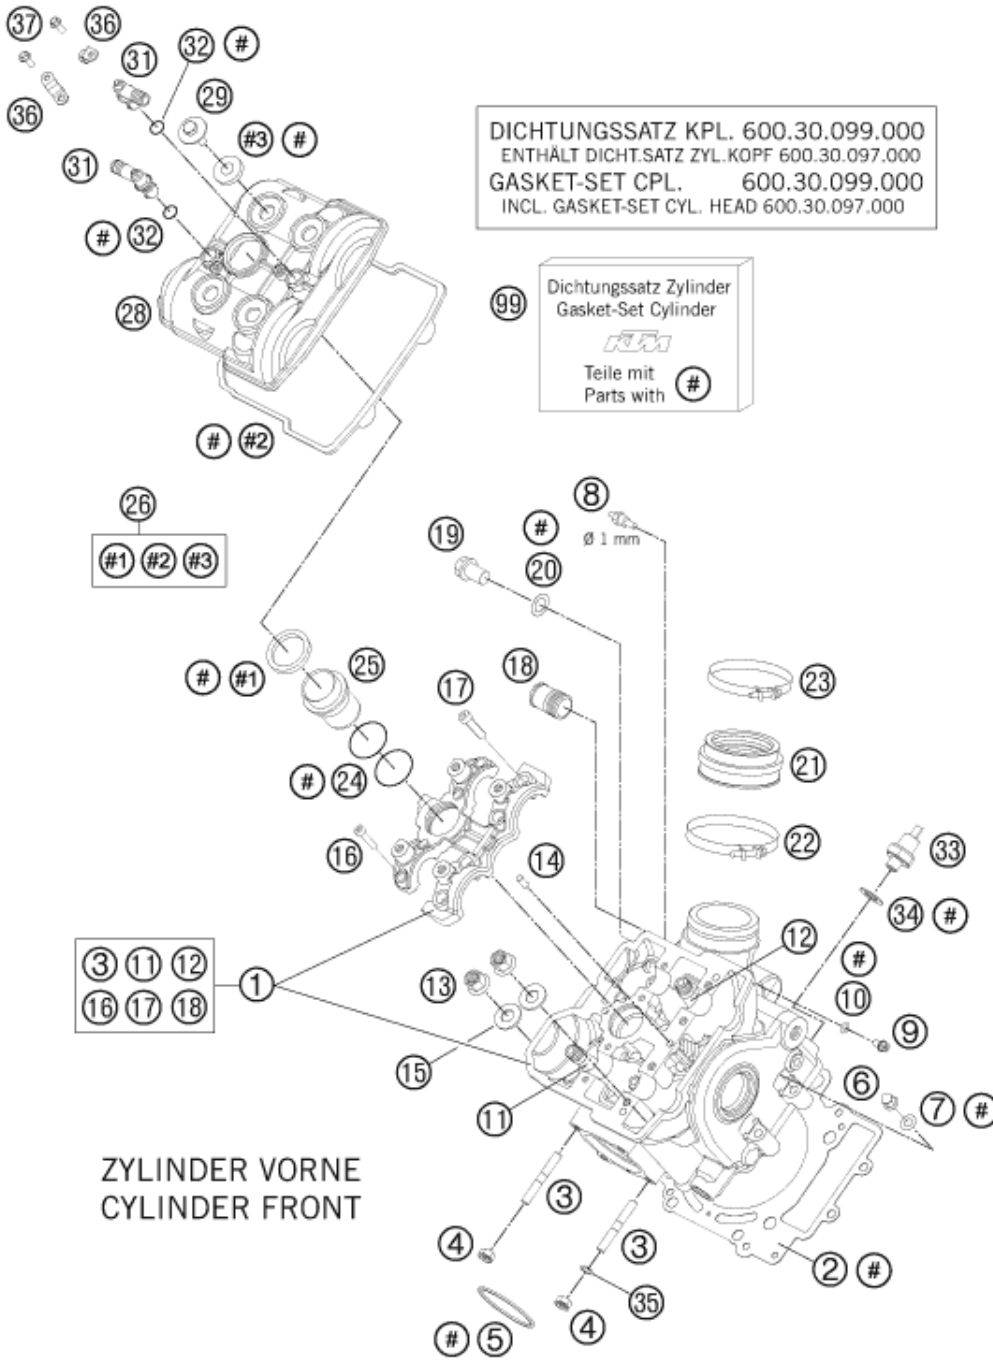 37 36 31 32 #
29
#3 #
36
31
# 32
28
DICHTUNGSSATZ KPL. 600.30.099.000
ENTHÄLT DICHT.SATZ ZYL.KOPF 600.30.097.000
GASKET-SET CPL. 600.30.099.000
INCL. GASKET-SET CYL. HEAD 600.30.097.000
99
Dichtungssatz Zylinder
Gasket-Set Cylinder
KTM
Teile mit
Parts with #
# #2
26
#1 #2 #3
8
Ø 1 mm
19
#
20
# #1
25
17
18
23
# 24
21
16
14
22
33
34 #
3 11 12
16 17 18
1
13
12
#
10
9
15
11
6
7 #
ZYLINDER VORNE
CYLINDER FRONT
3
4
3
35
2 #
# 5
4